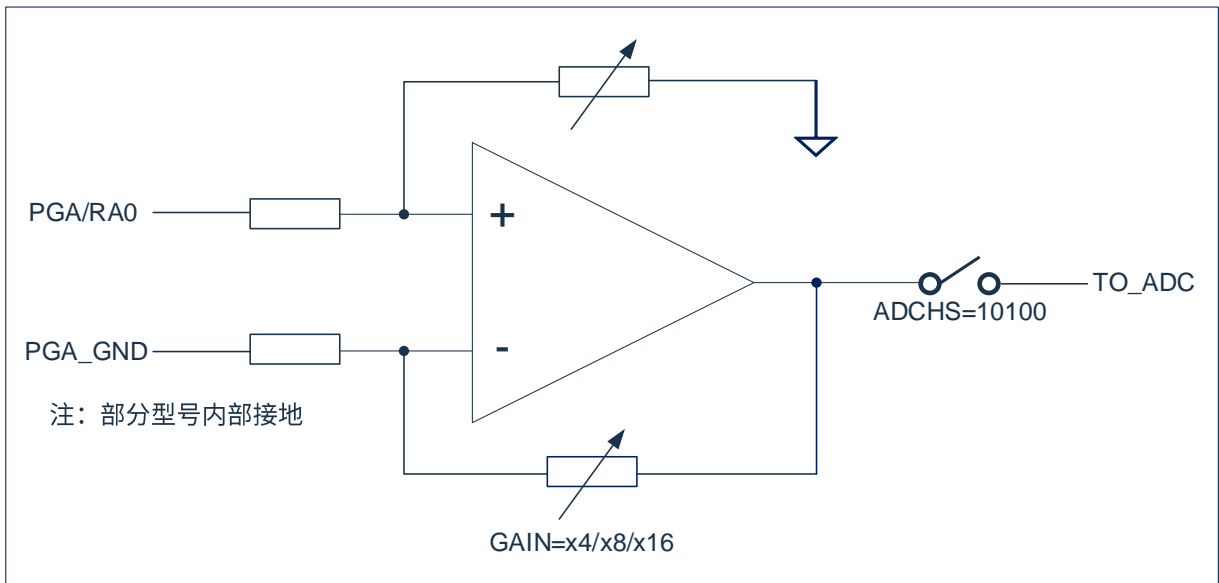 PGA/RA0
+
TO_ADC
ADCHS=10100
PGA_GND
-
注：部分型号内部接地
GAIN=x4/x8/x16